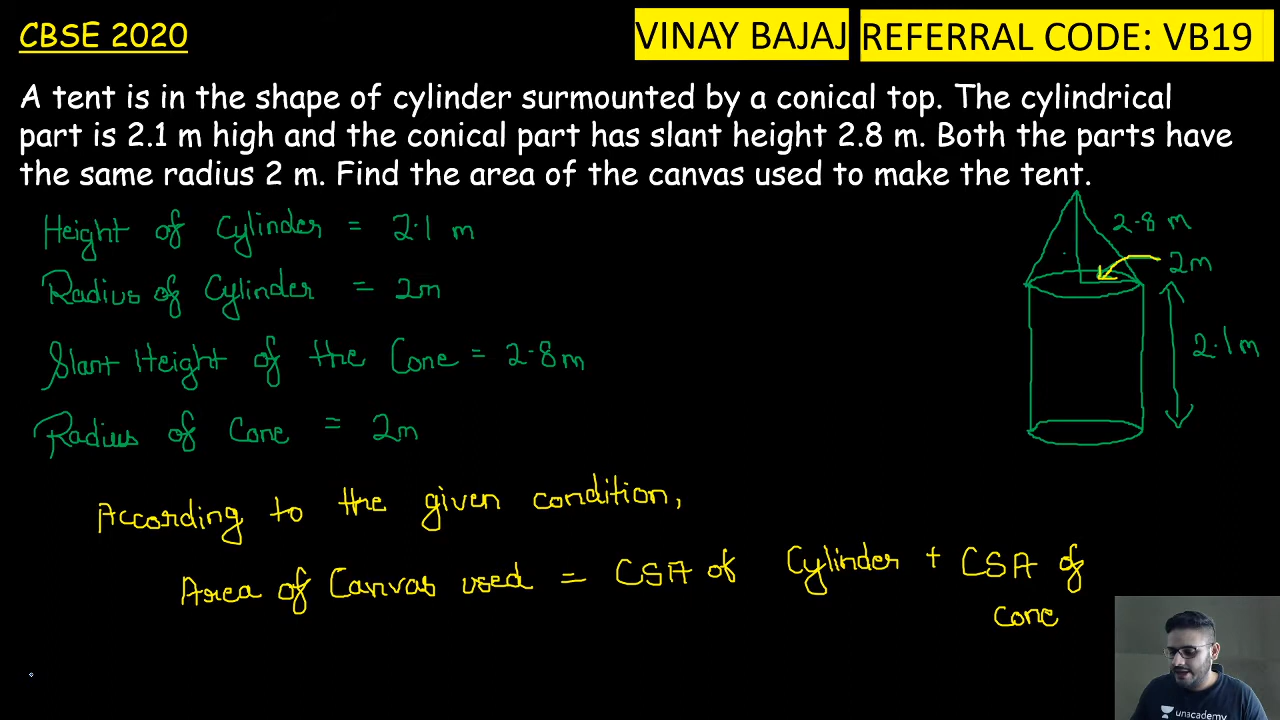 CBSE 2020
VINAY BAJAJ
REFERRAL CODE: VB19
A tent is in the shape of cylinder surmounted by a conical top. The cylindrical
part is 2.1 m high and the conical part has slant height 2.8 m. Both the parts have
the same radius 2 m. Find the area of the canvas used to make the tent.
Height of Cylinder = 2.1 m
Radius of Cylinder = 2m
Slant Height of the Cone = 2.8m
Radius of Cone = 2m
2.8 m
2m
2.1m
According to the given condition,
Area of Canvas used = CSA of Cylinder + CSA of
cone
unacademy